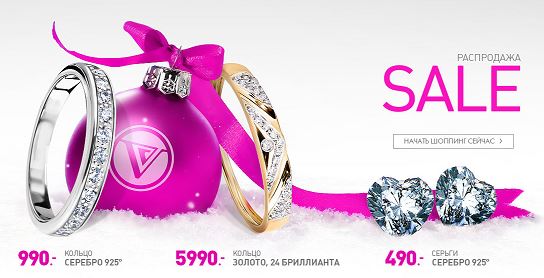 РАСПРОДАЖА
SALE
НАЧАТЬ ШОППИНГ СЕЙЧАС >
990.- КОЛЬЦО
СЕРЕБРО 925°
5990.- КОЛЬЦО
ЗОЛОТО, 24 БРИЛЛИАНТА
490.- СЕРЬГИ
СЕРЕБРО 925°